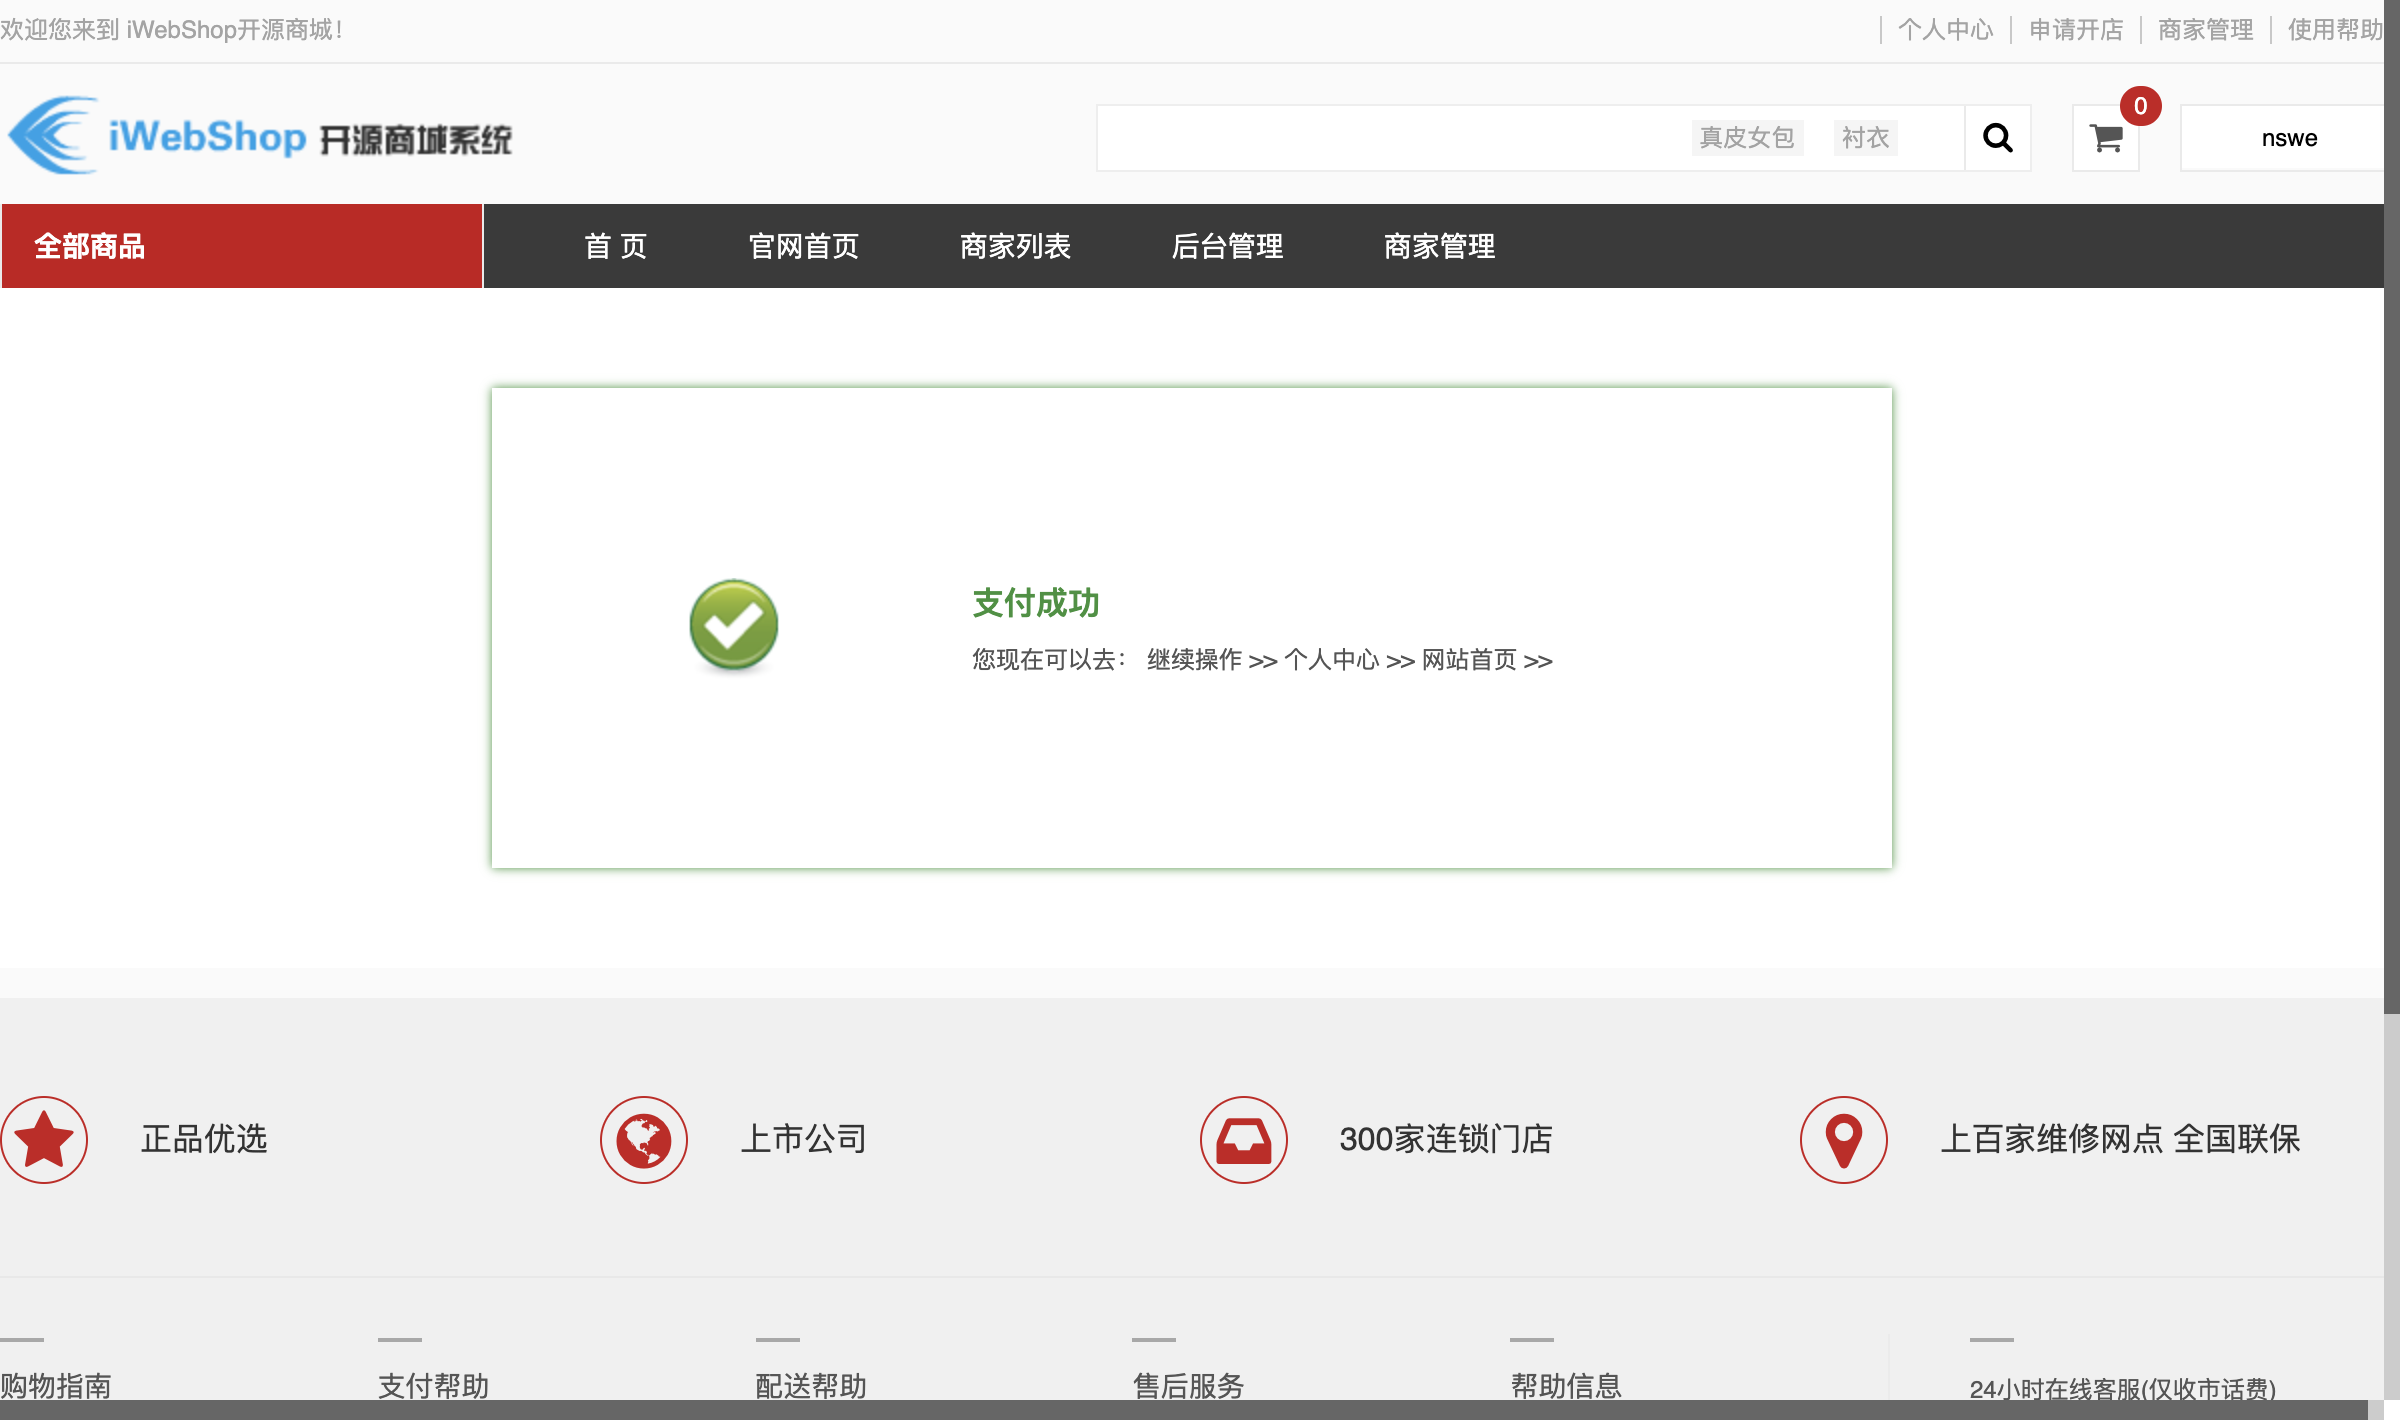 欢迎您来到 iWebShop开源商城！
个人中心 申请开店 商家管理 使用帮助
iWebShop 开源商城系统
真皮女包 衬衣
0
nswe
全部商品
首 页 官网首页 商家列表 后台管理 商家管理
支付成功
您现在可以去： 继续操作 >> 个人中心 >> 网站首页 >>
正品优选 上市公司 300家连锁门店 上百家维修网点 全国联保
购物指南 支付帮助 配送帮助 售后服务 帮助信息 24小时在线客服(仅收市话费)